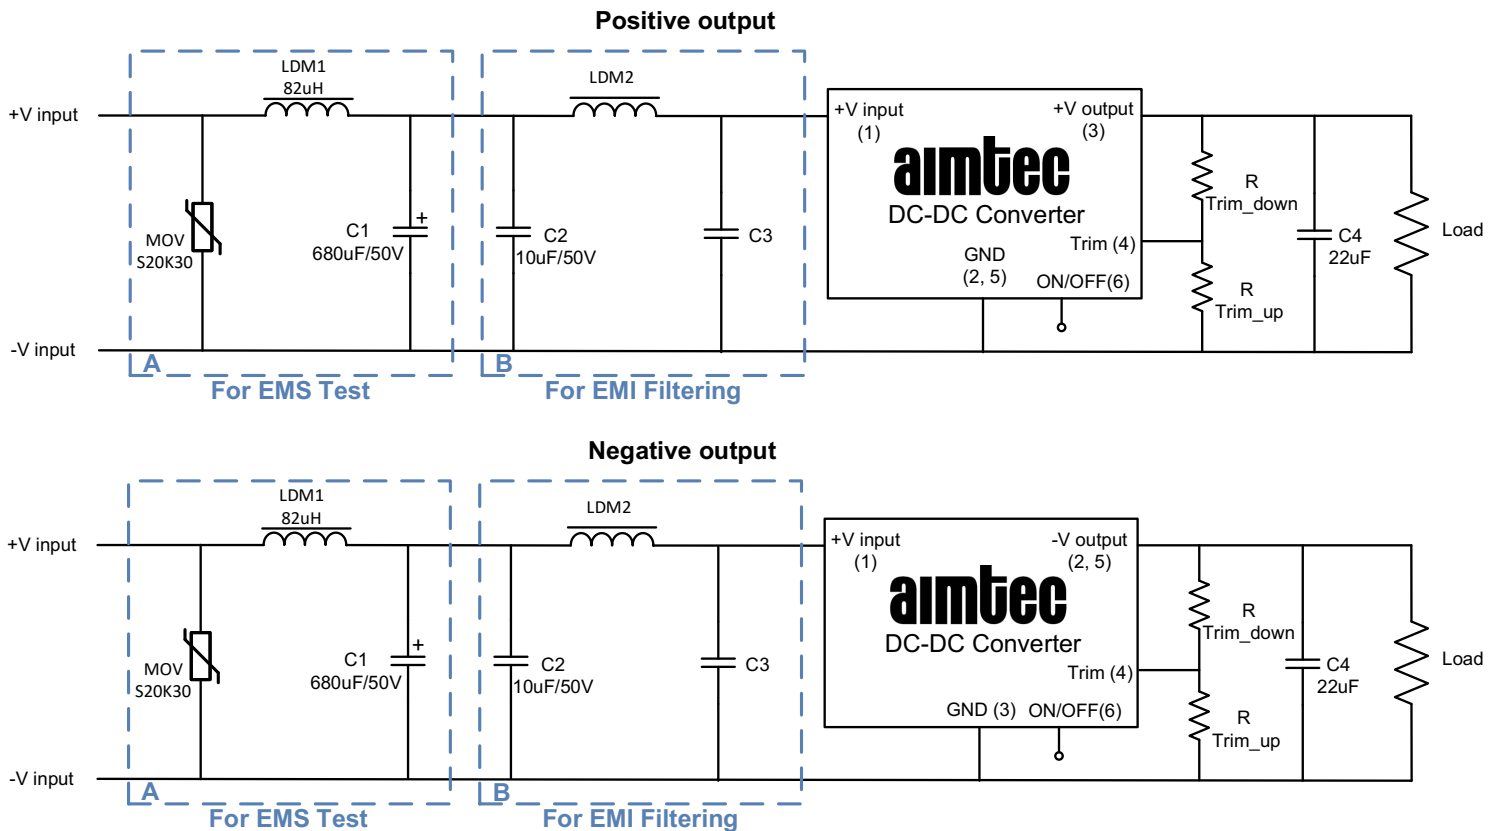 Positive output
LDM1
82uH
LDM2
+V input
+V input
(1)
+V output
(3)
aimtec
DC-DC Converter
R
Trim_down
MOV
S20K30
C1
680uF/50V
+
C2
10uF/50V
C3
GND
(2, 5)
Trim (4)
ON/OFF(6)
R
Trim_up
C4
22uF
Load
-V input
A
For EMS Test
B
For EMI Filtering
Negative output
LDM1
82uH
LDM2
+V input
+V input
(1)
-V output
(2, 5)
aimtec
DC-DC Converter
R
Trim_down
MOV
S20K30
C1
680uF/50V
+
C2
10uF/50V
C3
Trim (4)
GND (3)
ON/OFF(6)
R
Trim_up
C4
22uF
Load
-V input
A
For EMS Test
B
For EMI Filtering